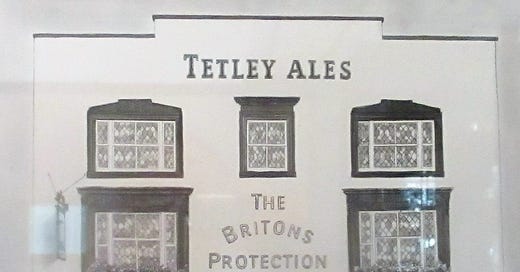 TETLEY ALES
THE
BRITONS
PROTECTION